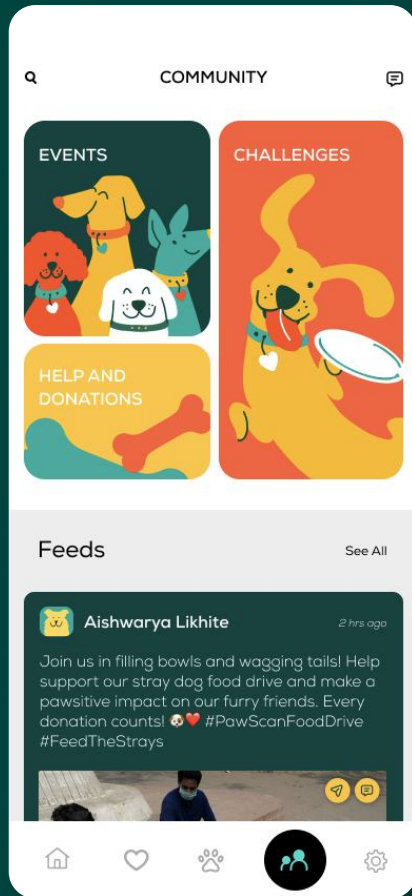 COMMUNITY
EVENTS
CHALLENGES
HELP AND
DONATIONS
Feeds
See All
Aishwarya Likhite
2 hrs ago
Join us in filling bowls and wagging tails! Help
support our stray dog food drive and make a
pawsitive impact on our furry friends. Every
donation counts! 🐶❤️ #PawScanFoodDrive
#FeedTheStrays